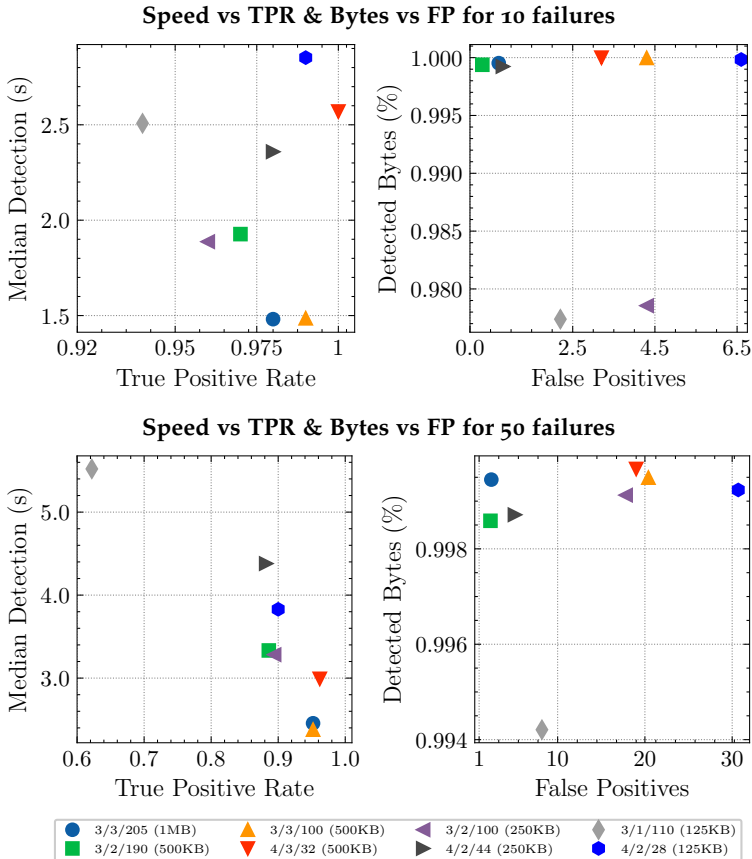 Speed vs TPR & Bytes vs FP for 10 failures
Median Detection (s)
2.5
2.0
1.5
0.92 0.95 0.975 1
True Positive Rate
Detected Bytes (%)
1.000
0.995
0.990
0.985
0.980
0.0 2.5 4.5 6.5
False Positives
Speed vs TPR & Bytes vs FP for 50 failures
Median Detection (s)
5.0
4.0
3.0
0.6 0.7 0.8 0.9 1.0
True Positive Rate
Detected Bytes (%)
0.998
0.996
0.994
1 10 20 30
False Positives
3/3/205 (1MB) 3/3/100 (500KB) 3/2/100 (250KB) 3/1/110 (125KB)
3/2/190 (500KB) 4/3/32 (500KB) 4/2/44 (250KB) 4/2/28 (125KB)